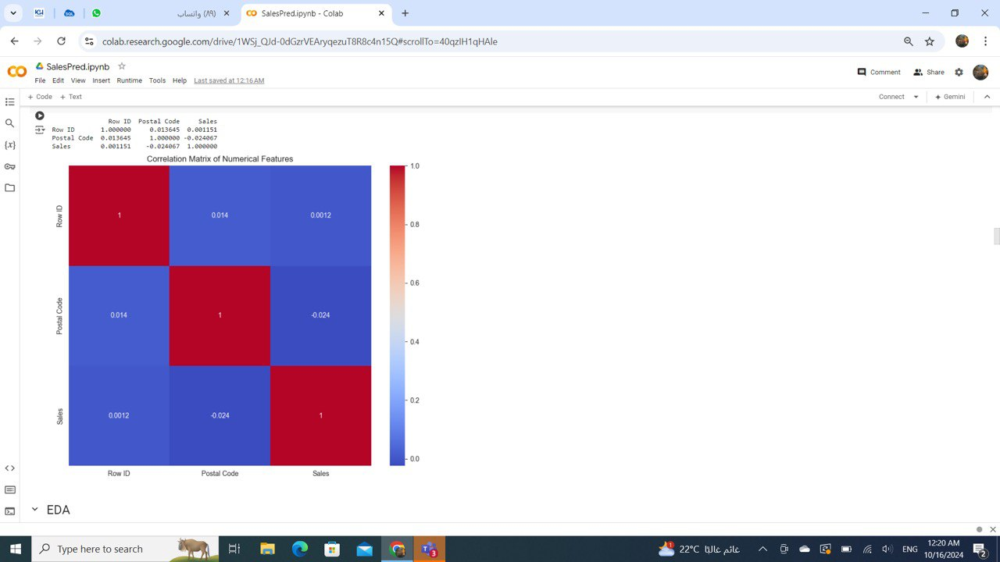 (٨٩) واتساب
SalesPred.ipynb - Colab
colab.research.google.com/drive/1WSj_QJd-0dGzrVEAryqezuT8R8c4n15Q#scrollTo=40qzIH1qHAle
SalesPred.ipynb
Comment
Share
File Edit View Insert Runtime Tools Help Last saved at 12:16 AM
+ Code + Text
Connect
Gemini
Row ID Postal Code Sales
Row ID 1.000000 0.013645 0.001151
Postal Code 0.013645 1.000000 -0.024067
Sales 0.001151 -0.024067 1.000000
Correlation Matrix of Numerical Features
1.0
Row ID
1 0.014 0.0012
0.8
0.6
Postal Code
0.014 1 -0.024
0.4
0.2
Sales
0.0012 -0.024 1
0.0
Row ID Postal Code Sales
EDA
Type here to search
3
1
22°C غائم غالبًا
ENG
12:20 AM
10/16/2024
2